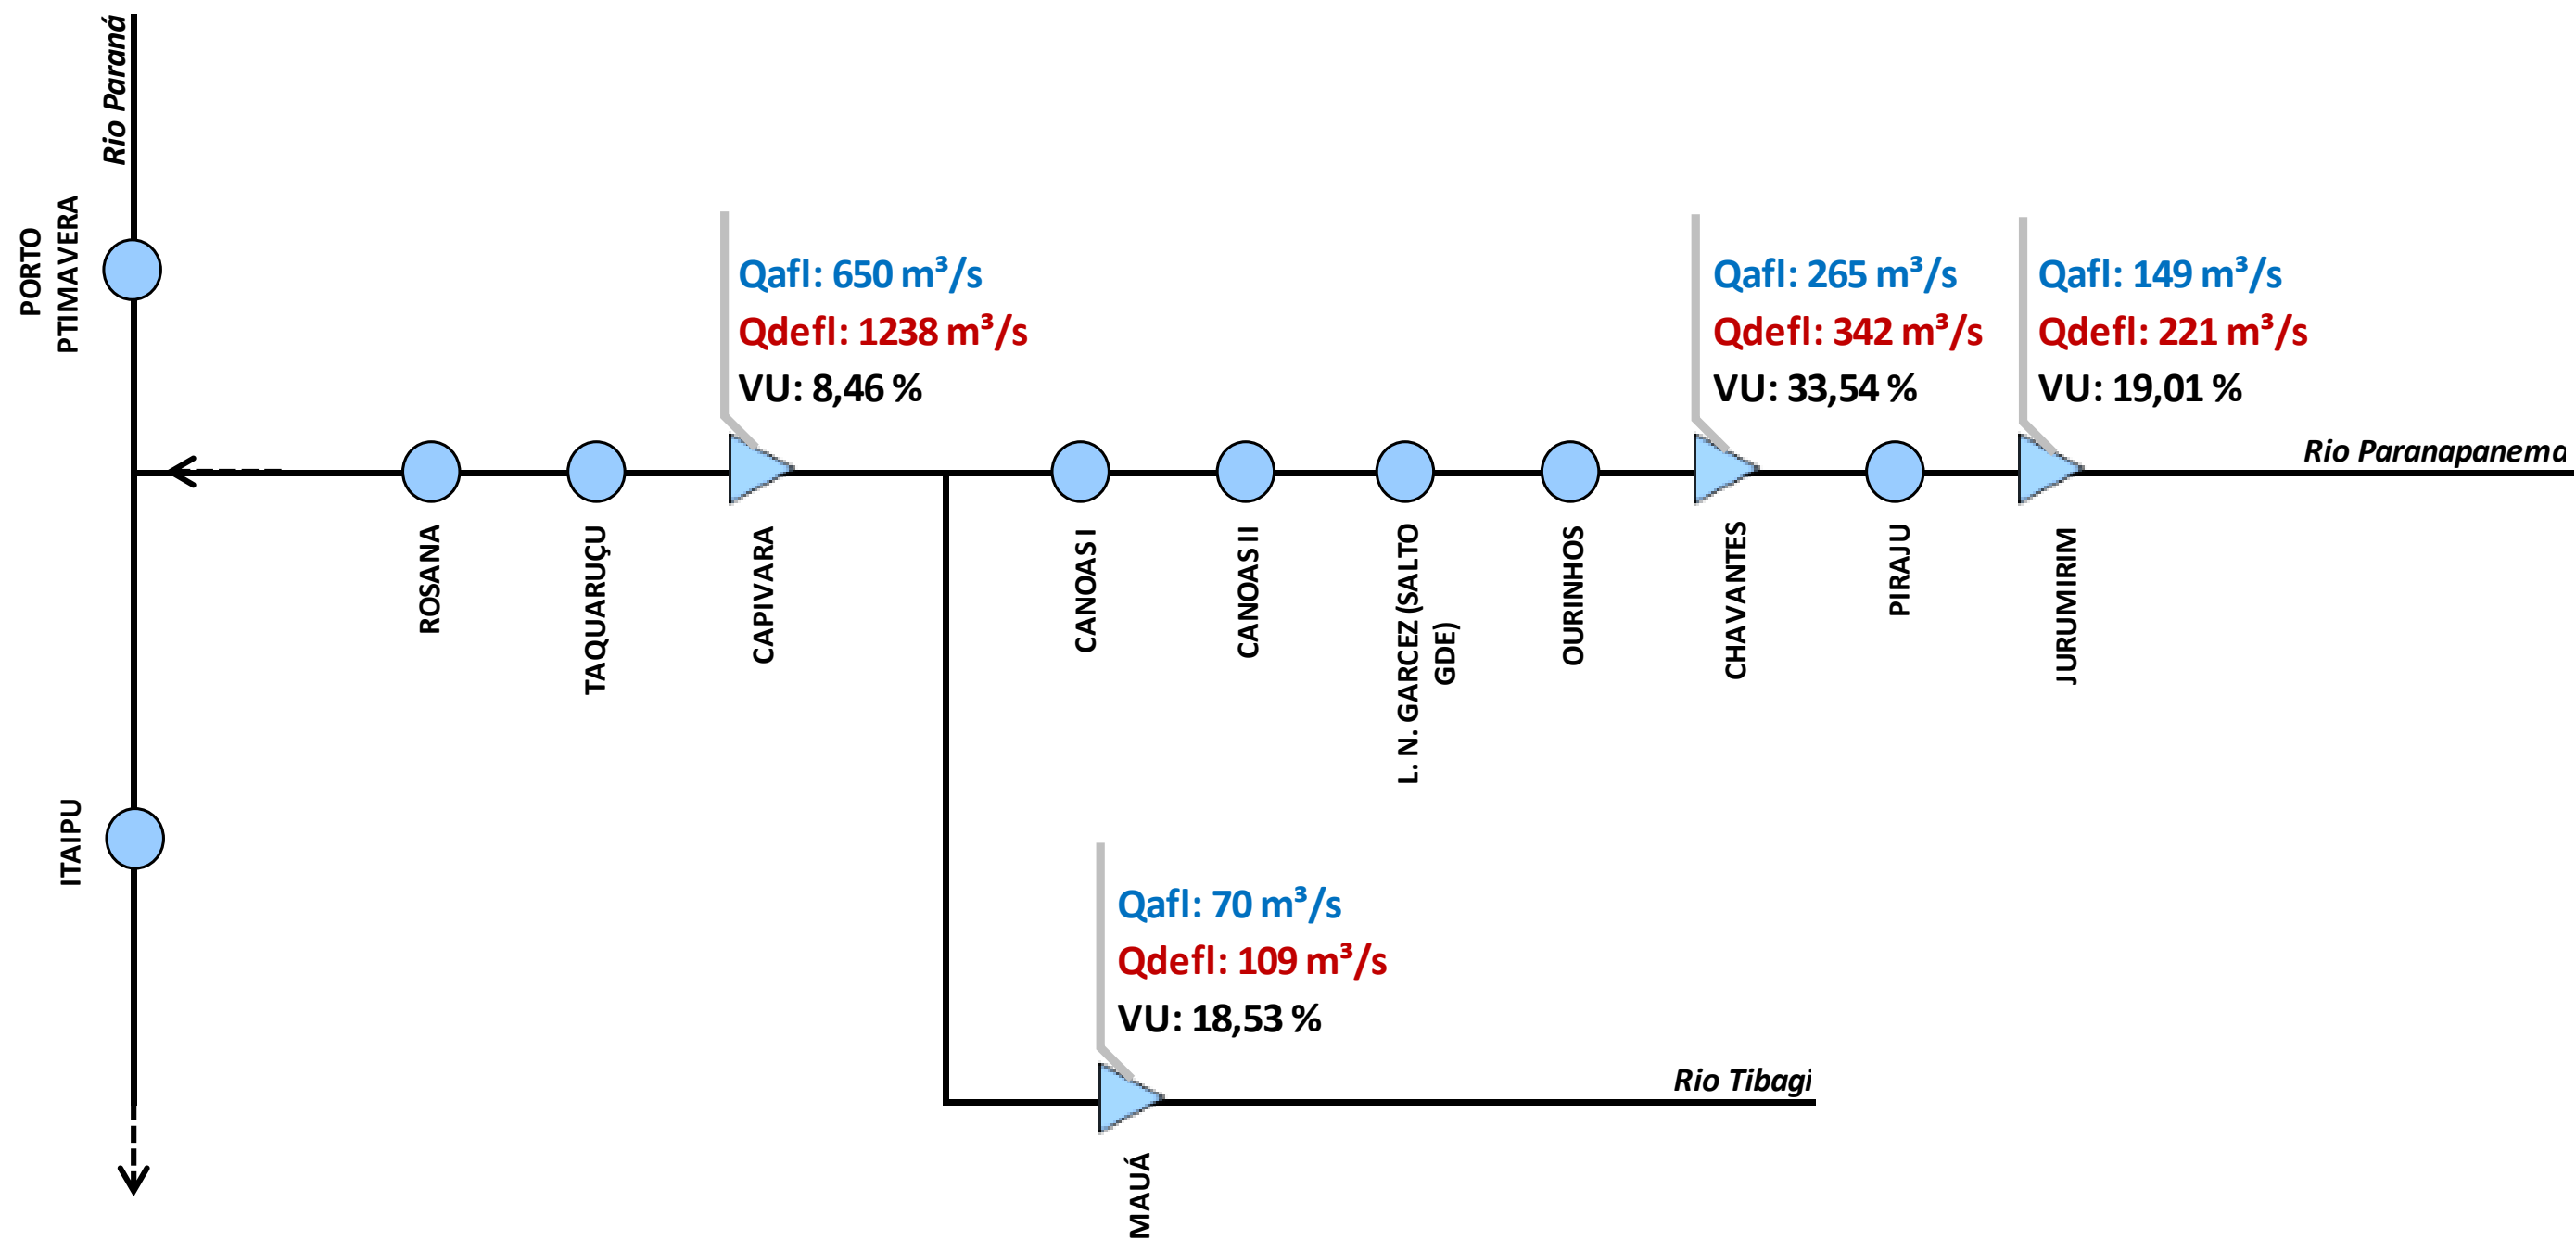 Rio Paraná
PORTO
PTIMAVERA
Qafl: 650 m³/s
Qdefl: 1238 m³/s
VU: 8,46 %
Qafl: 265 m³/s
Qdefl: 342 m³/s
VU: 33,54 %
Qafl: 149 m³/s
Qdefl: 221 m³/s
VU: 19,01 %
Rio Paranapanema
ROSANA
TAQUARUÇU
CAPIVARA
CANOAS I
CANOAS II
L. N. GARCEZ (SALTO
GDE)
OURINHOS
CHAVANTES
PIRAJU
JURUMIRIM
ITAIPU
Qafl: 70 m³/s
Qdefl: 109 m³/s
VU: 18,53 %
Rio Tibagi
MAUÁ